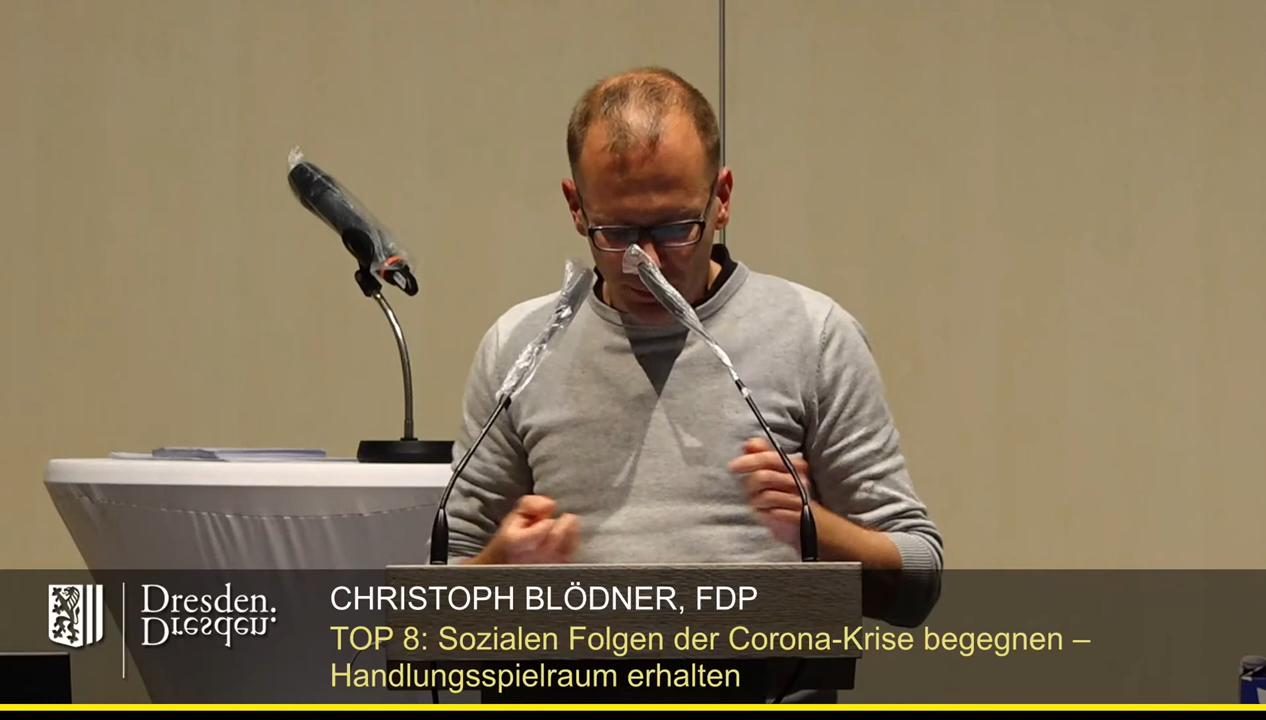 Dresden.
Dresden.
CHRISTOPH BLÖDNER, FDP
TOP 8: Sozialen Folgen der Corona-Krise begegnen –
Handlungsspielraum erhalten